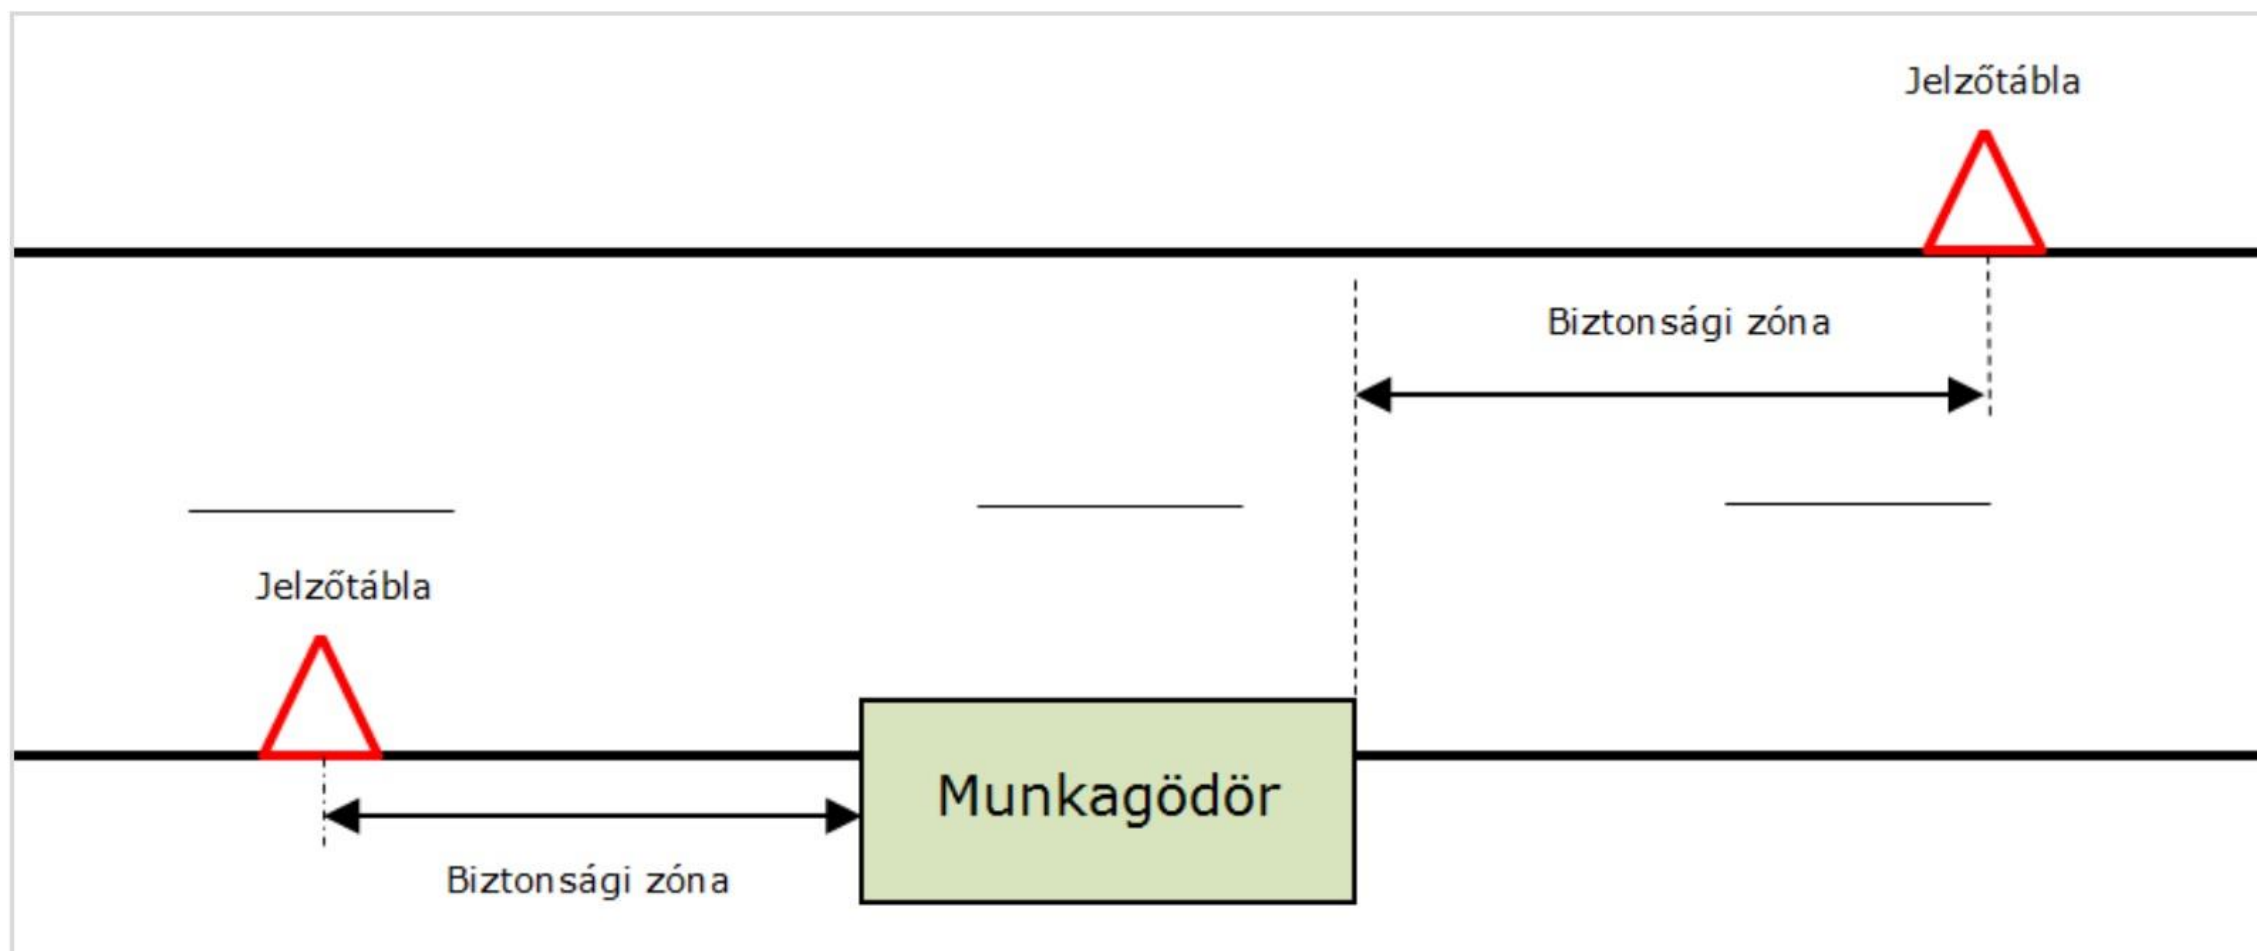 Jelzőtábla
Biztonsági zóna
Jelzőtábla
Munkagödör
Biztonsági zóna